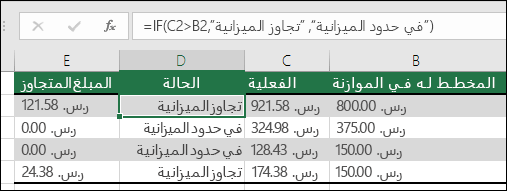 =IF(C2>B2,"تجاوز الميزانية", "في حدود الميزانية")
fx
B C D E
المخطط له في الموازنة الفعلية الحالة المبلغ المتجاوز
ر.س. 800.00 ر.س. 921.58 تجاوز الميزانية ر.س. 121.58
ر.س. 375.00 ر.س. 324.98 في حدود الميزانية ر.س. 0.00
ر.س. 150.00 ر.س. 128.43 في حدود الميزانية ر.س. 0.00
ر.س. 150.00 ر.س. 174.38 تجاوز الميزانية ر.س. 24.38